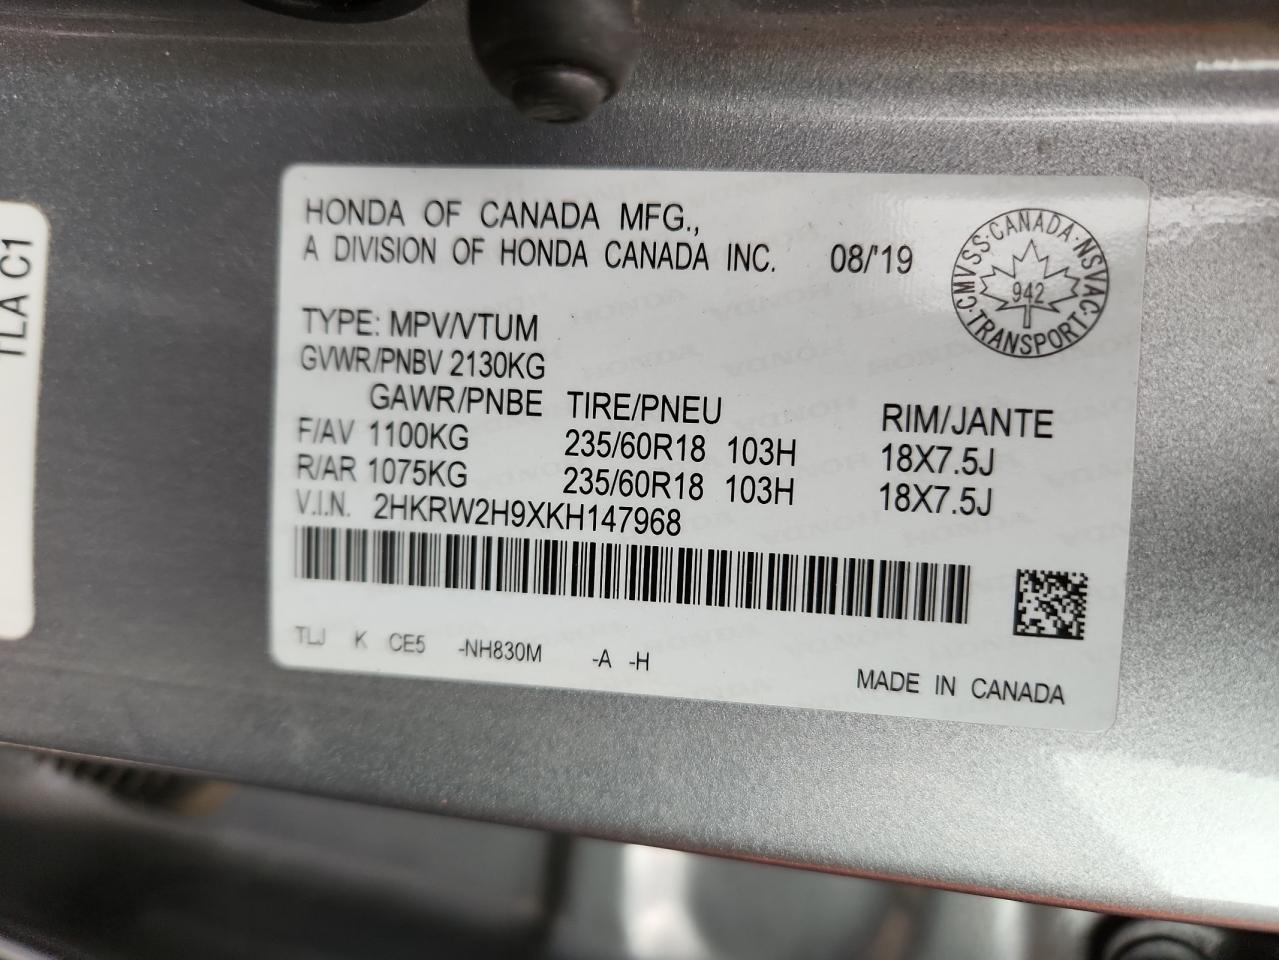 HONDA OF CANADA MFG.,
A DIVISION OF HONDA CANADA INC. 08/'19
CMVSS·CANADA·NSVAC·TRANSPORT·
942
TYPE: MPV/VTUM
GVWR/PNBV 2130KG
GAWR/PNBE TIRE/PNEU RIM/JANTE
F/AV 1100KG 235/60R18 103H 18X7.5J
R/AR 1075KG 235/60R18 103H 18X7.5J
V.I.N. 2HKRW2H9XKH147968
TLJ K CE5 -NH830M -A -H
MADE IN CANADA
TLA C1